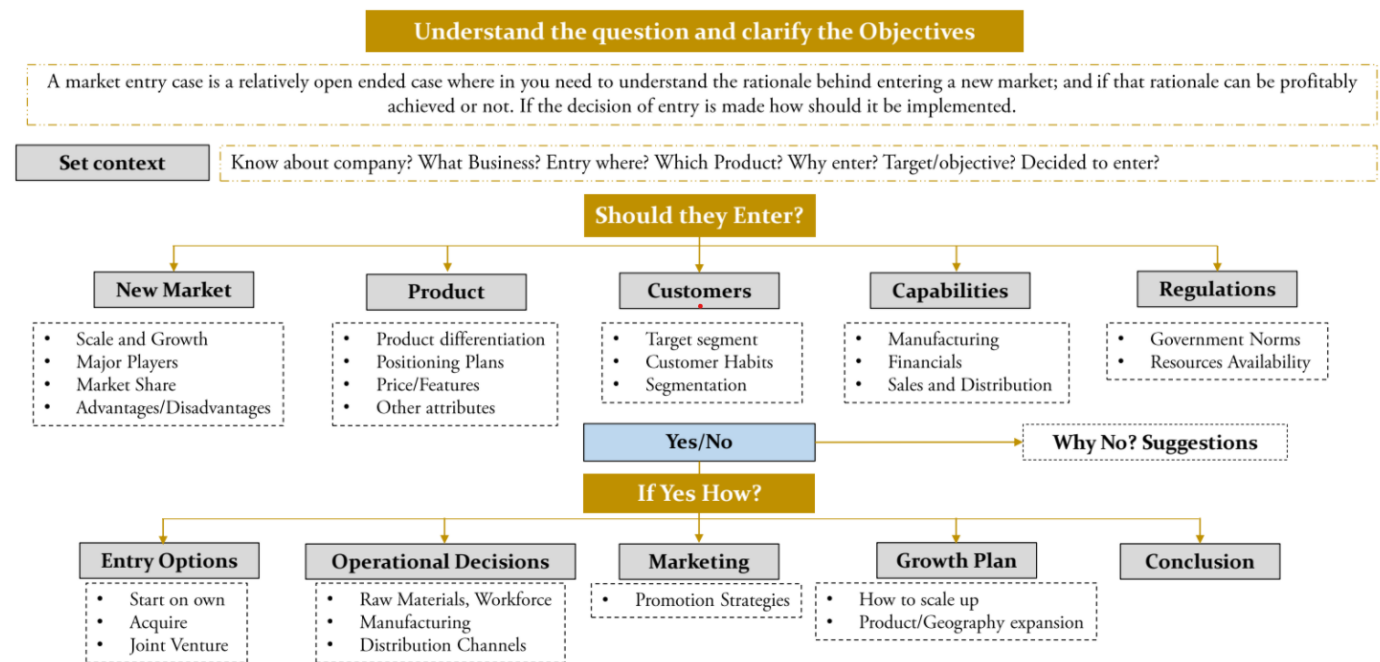 Understand the question and clarify the Objectives
A market entry case is a relatively open ended case where in you need to understand the rationale behind entering a new market; and if that rationale can be profitably
achieved or not. If the decision of entry is made how should it be implemented.
Set context
Know about company? What Business? Entry where? Which Product? Why enter? Target/objective? Decided to enter?
Should they Enter?
New Market
• Scale and Growth
• Major Players
• Market Share
• Advantages/Disadvantages
Product
• Product differentiation
• Positioning Plans
• Price/Features
• Other attributes
Customers
• Target segment
• Customer Habits
• Segmentation
Capabilities
• Manufacturing
• Financials
• Sales and Distribution
Regulations
• Government Norms
• Resources Availability
Yes/No
Why No? Suggestions
If Yes How?
Entry Options
• Start on own
• Acquire
• Joint Venture
Operational Decisions
• Raw Materials, Workforce
• Manufacturing
• Distribution Channels
Marketing
• Promotion Strategies
Growth Plan
• How to scale up
• Product/Geography expansion
Conclusion